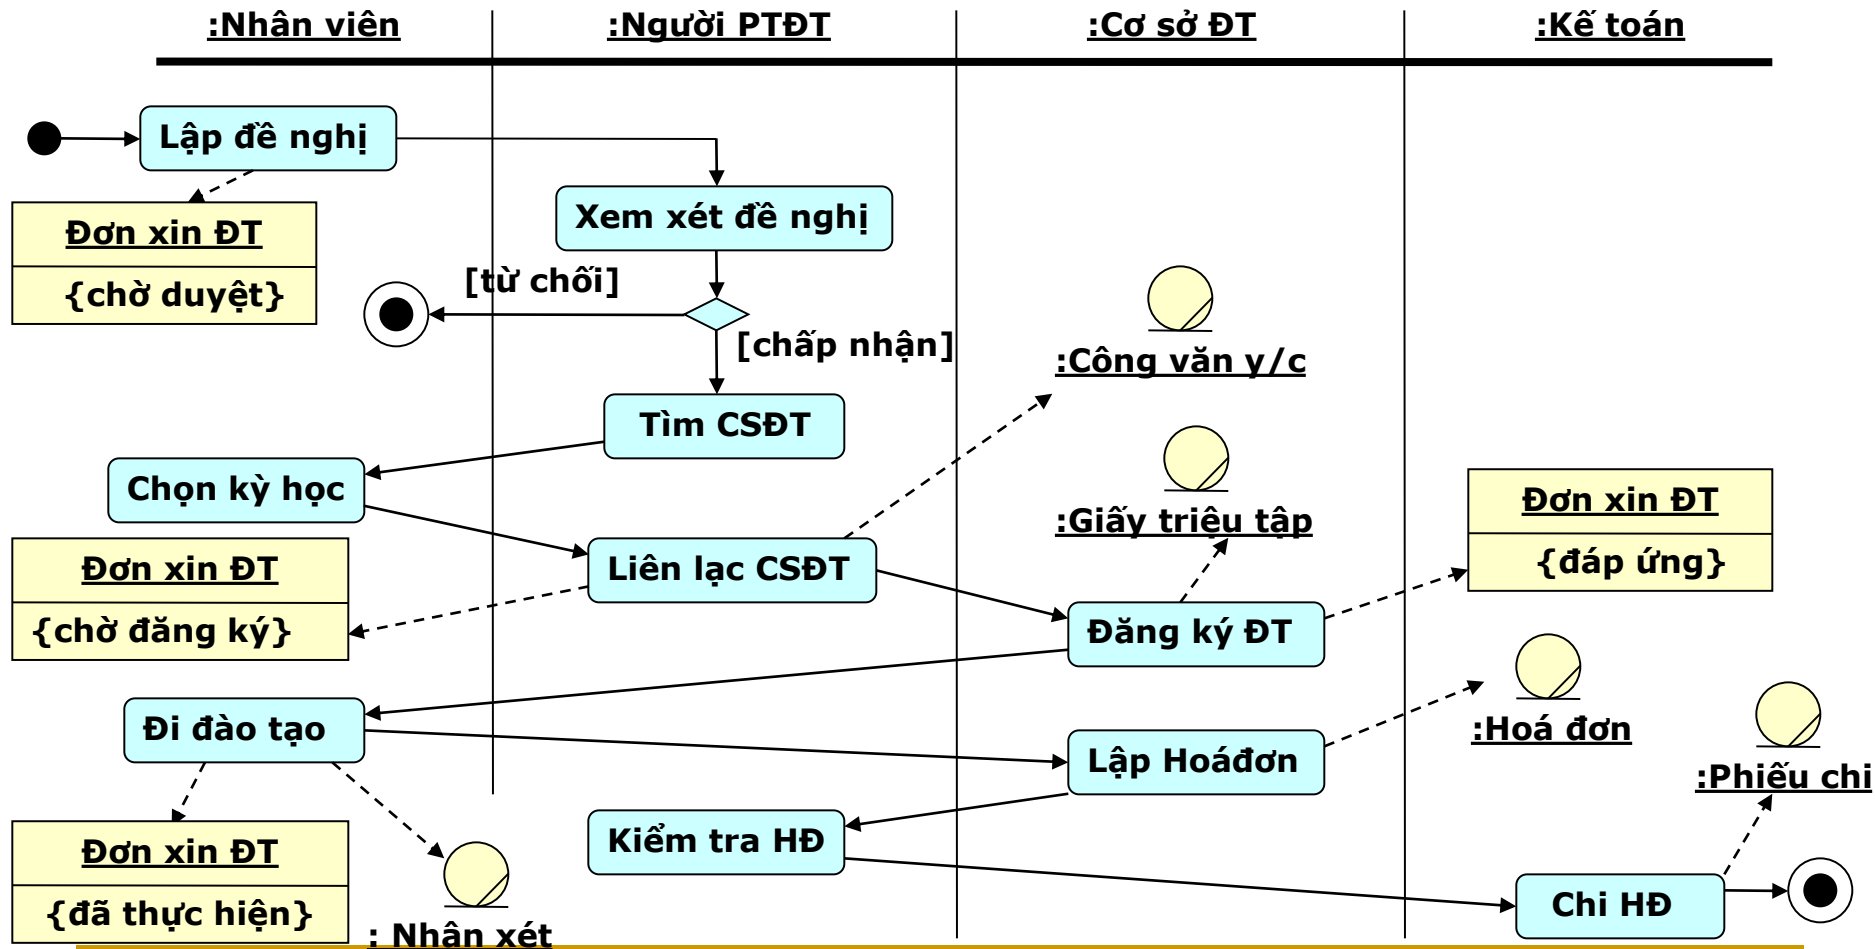 :Nhân viên
:Người PTĐT
:Cơ sở ĐT
:Kế toán
Lập đề nghị
Xem xét đề nghị
Đơn xin ĐT
{chờ duyệt}
[từ chối]
[chấp nhận]
:Công văn y/c
Tìm CSĐT
Chọn kỳ học
:Giấy triệu tập
Đơn xin ĐT
{đáp ứng}
Liên lạc CSĐT
Đơn xin ĐT
{chờ đăng ký}
Đăng ký ĐT
Đi đào tạo
:Hoá đơn
Lập Hoáđơn
:Phiếu chi
Kiểm tra HĐ
Đơn xin ĐT
{đã thực hiện}
: Nhận xét
Chi HĐ